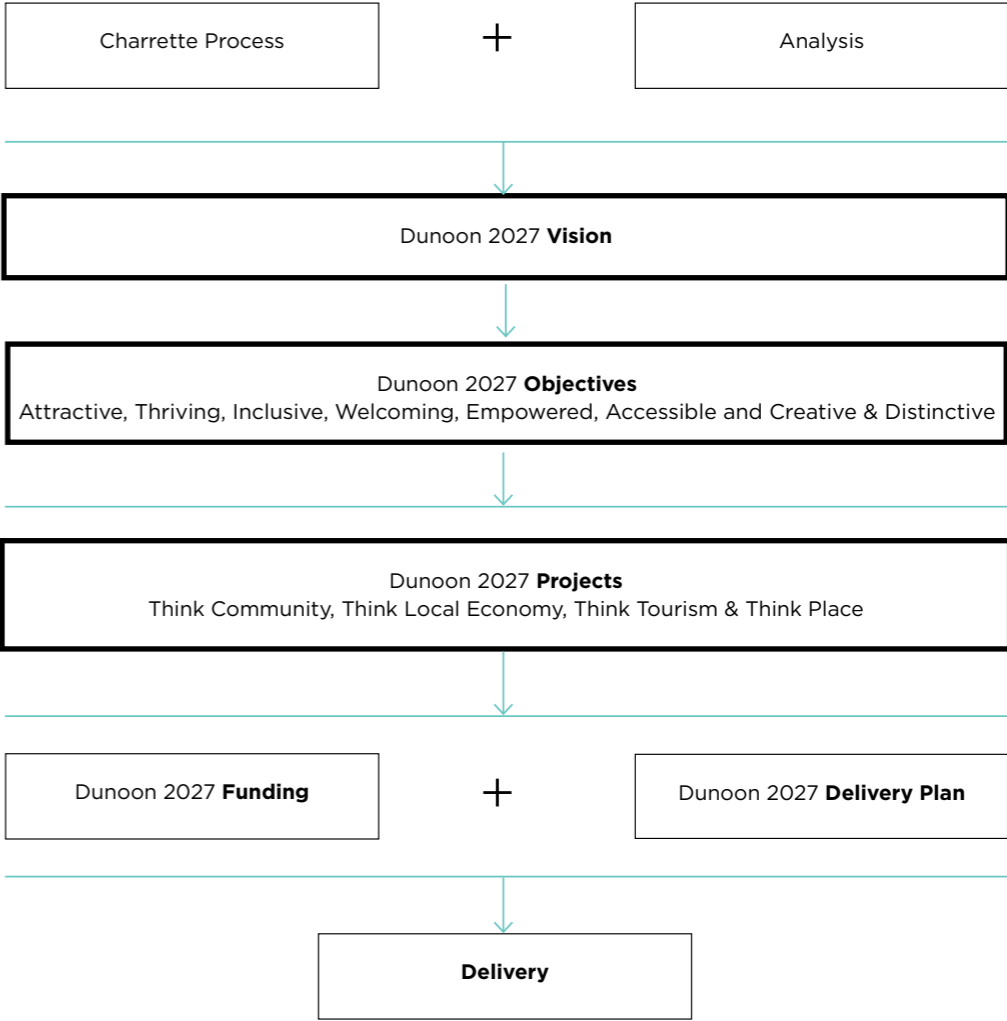 Charrette Process
+
Analysis
Dunoon 2027 Vision
Dunoon 2027 Objectives
Attractive, Thriving, Inclusive, Welcoming, Empowered, Accessible and Creative & Distinctive
Dunoon 2027 Projects
Think Community, Think Local Economy, Think Tourism & Think Place
Dunoon 2027 Funding
+
Dunoon 2027 Delivery Plan
Delivery